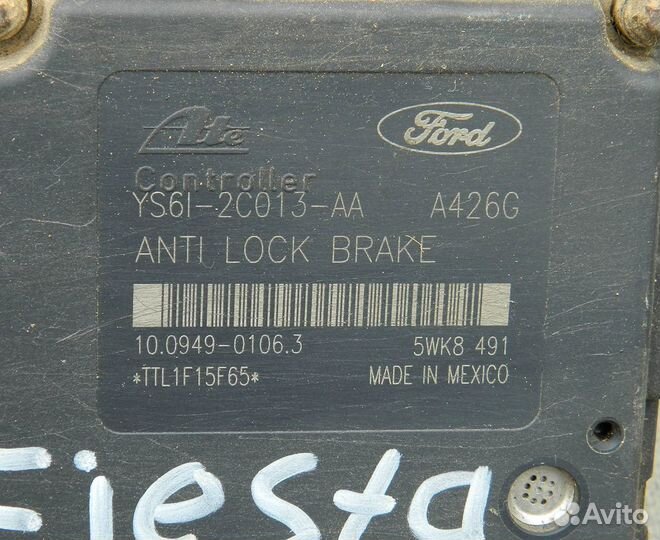 Ate Ford
Controller
YS6I-2C013-AA A426G
ANTI LOCK BRAKE
10.0949-0106.3 5WK8 491
*TTL1F15F65* MADE IN MEXICO
Fiesta
Avito